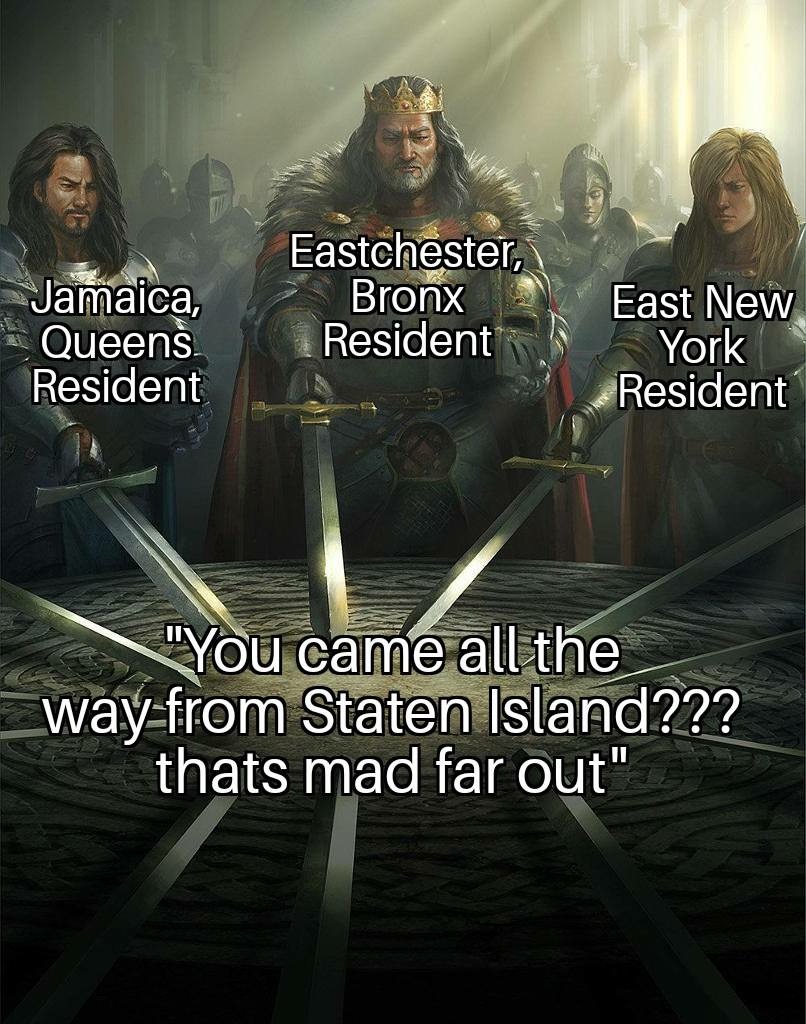 Jamaica,
Queens
Resident
Eastchester,
Bronx
Resident
East New
York
Resident
"You came all the
way from Staten Island???
thats mad far out"